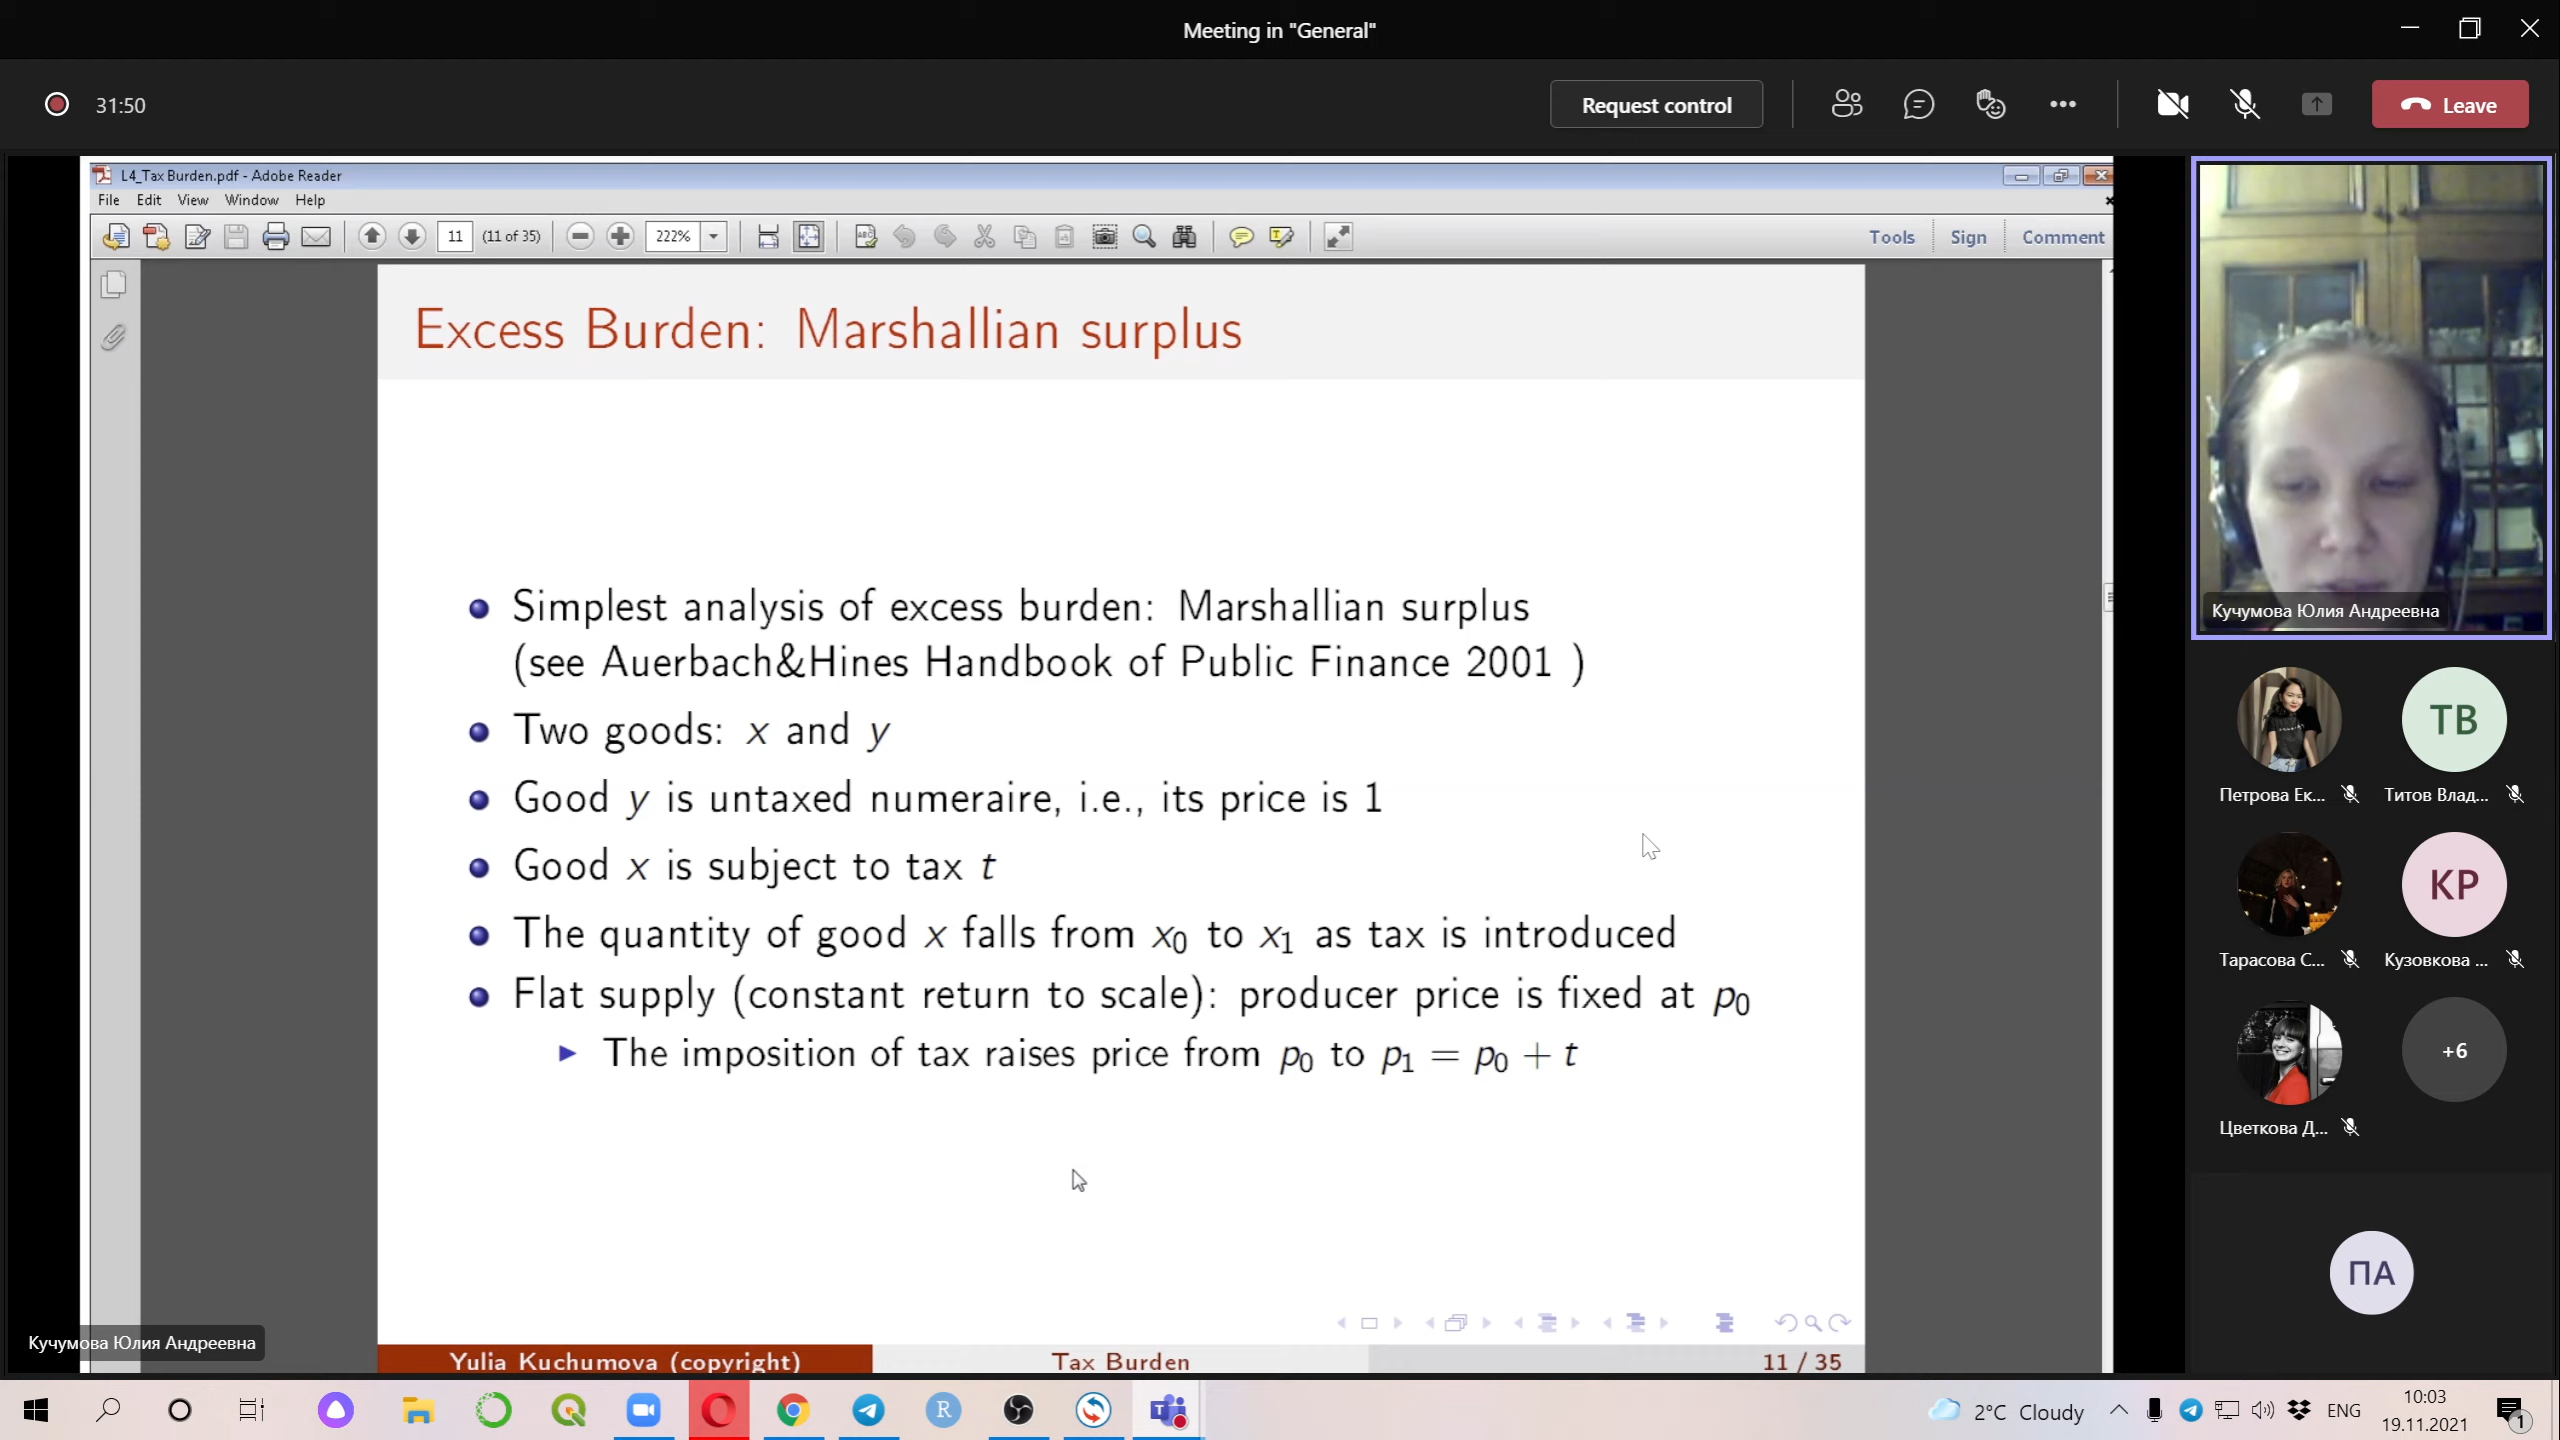 Meeting in "General"
31:50
Request control
Leave
L4_Tax Burden.pdf - Adobe Reader
File Edit View Window Help
11 (11 of 35) 222% Tools Sign Comment
Excess Burden: Marshallian surplus
Simplest analysis of excess burden: Marshallian surplus
(see Auerbach&Hines Handbook of Public Finance 2001 )
Two goods: x and y
Good y is untaxed numeraire, i.e., its price is 1
Good x is subject to tax t
The quantity of good x falls from x₀ to x₁ as tax is introduced
Flat supply (constant return to scale): producer price is fixed at p₀
The imposition of tax raises price from p₀ to p₁ = p₀ + t
Yulia Kuchumova (copyright) Tax Burden 11 / 35
Кучумова Юлия Андреевна
Кучумова Юлия Андреевна
ТВ
Петрова Ек... Титов Влад...
КР
Тарасова С... Кузовкова ...
+6
Цветкова Д...
ПА
2°C Cloudy
ENG
10:03
19.11.2021
1